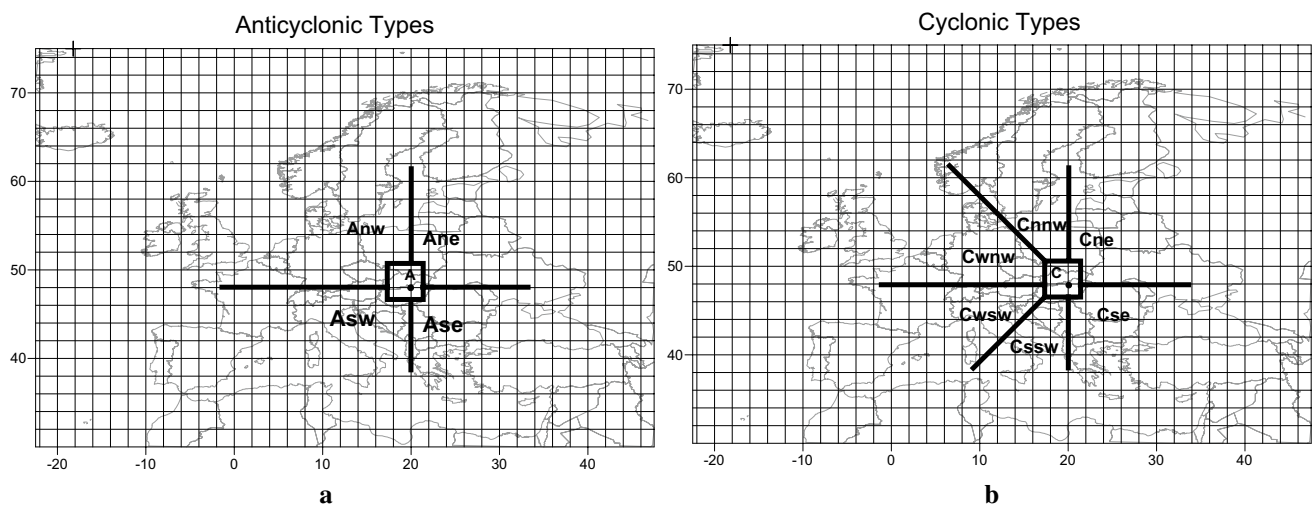 Anticyclonic Types
70
60
50
40
-20 -10 0 10 20 30 40
Anw
Ane
A
Asw
Ase
a
Cyclonic Types
70
60
50
40
-20 -10 0 10 20 30 40
Cnnw
Cne
Cwnw
C
Cwsw
Cse
Cssw
b